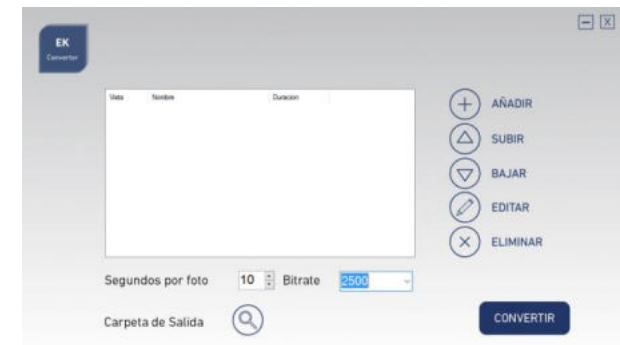 EK
Converter
X
Vista Nombre Duracion
AÑADIR
SUBIR
BAJAR
EDITAR
ELIMINAR
Segundos por foto 10 Bitrate 2500
Carpeta de Salida
CONVERTIR